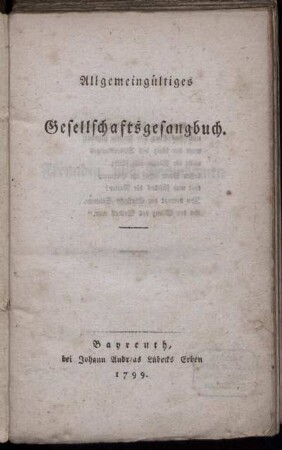 Allgemeingültiges
Gesellschaftsgesangbuch.
Bayreuth,
bei Johann Andreas Lübecks Erben
1799.